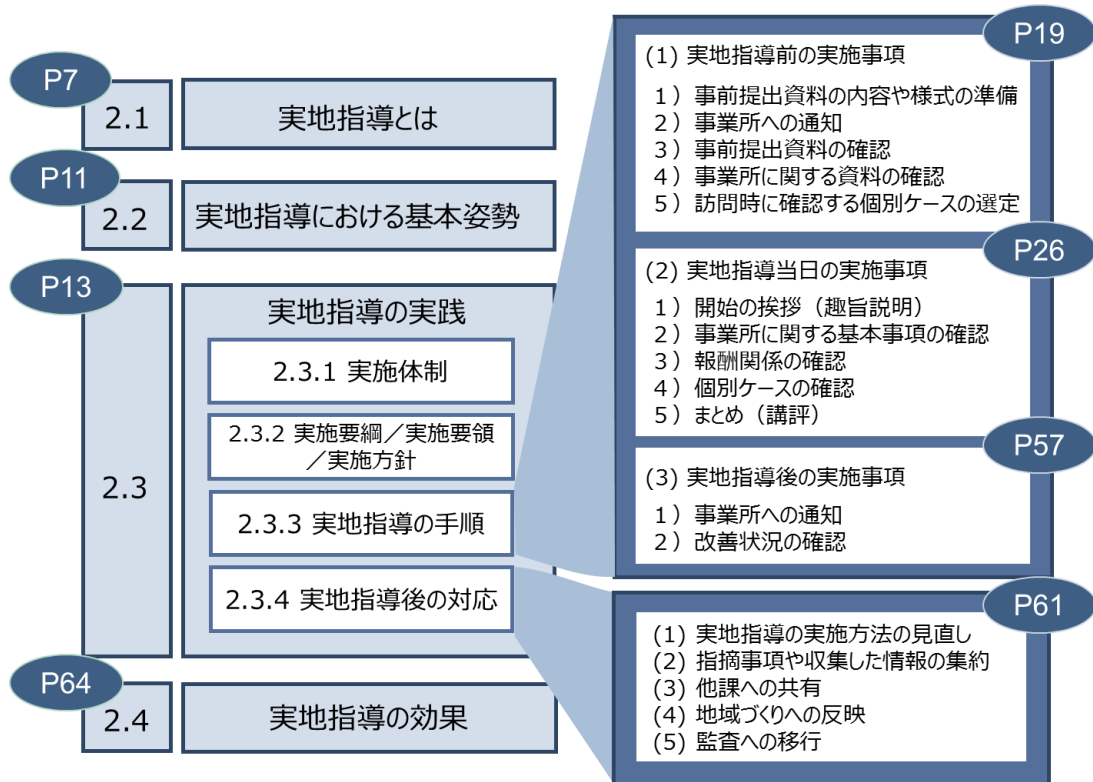 P7
2.1
実地指導とは
P11
2.2
実地指導における基本姿勢
P13
2.3
実地指導の実践
2.3.1 実施体制
2.3.2 実施要綱／実施要領
／実施方針
2.3.3 実地指導の手順
2.3.4 実地指導後の対応
P64
2.4
実地指導の効果
P19
(1) 実地指導前の実施事項
1）事前提出資料の内容や様式の準備
2）事業所への通知
3）事前提出資料の確認
4）事業所に関する資料の確認
5）訪問時に確認する個別ケースの選定
P26
(2) 実地指導当日の実施事項
1）開始の挨拶（趣旨説明）
2）事業所に関する基本事項の確認
3）報酬関係の確認
4）個別ケースの確認
5）まとめ（講評）
P57
(3) 実地指導後の実施事項
1）事業所への通知
2）改善状況の確認
P61
(1) 実地指導の実施方法の見直し
(2) 指摘事項や収集した情報の集約
(3) 他課への共有
(4) 地域づくりへの反映
(5) 監査への移行